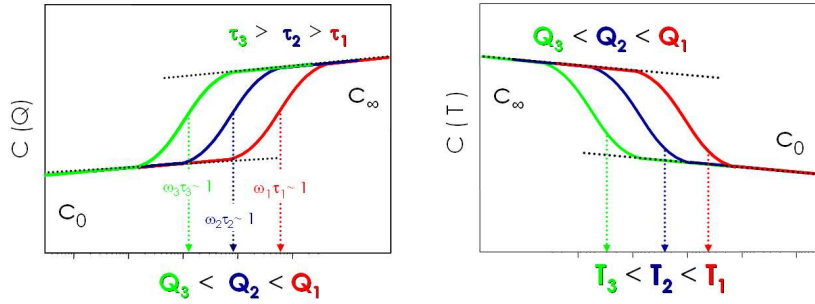 τ3 > τ2 > τ1
C (Q)
C∞
ω3τ3~ 1
ω1τ1~ 1
ω2τ2~ 1
C0
Q3 < Q2 < Q1
Q3 < Q2 < Q1
C (T)
C∞
C0
T3 < T2 < T1